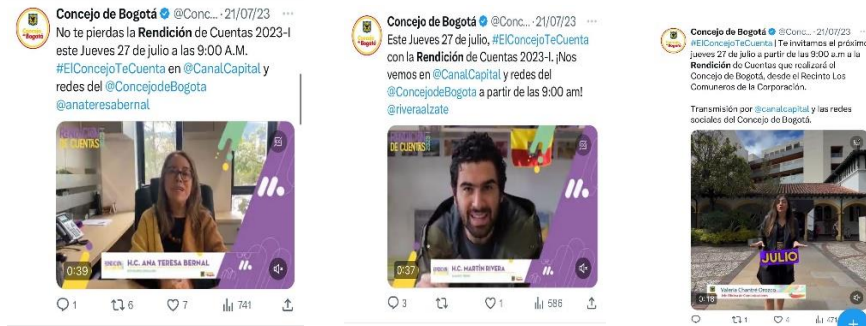 Concejo de Bogotá @Conc... · 21/07/23 ...
No te pierdas la Rendición de Cuentas 2023-I
este Jueves 27 de julio a las 9:00 A.M.
#ElConcejoTeCuenta en @CanalCapital y
redes del @ConcejodeBogota
@anateresabernal
RENDICIÓN
DE CUENTAS
0:39
H.C. ANA TERESA BERNAL
1 6 7 741
Concejo de Bogotá @Conc... · 21/07/23 ...
Este Jueves 27 de julio, #ElConcejoTeCuenta
con la Rendición de Cuentas 2023-I. ¡Nos
vemos en @CanalCapital y redes del
@ConcejodeBogota a partir de las 9:00 am!
@riveraalzate
RENDICIÓN
DE CUENTAS
0:37
H.C. MARTÍN RIVERA
3 1 586
Concejo de Bogotá @Conc... · 21/07/23 ...
#ElConcejoTeCuenta | Te invitamos el próximo
jueves 27 de julio a partir de 9:00 a.m a la
Rendición de Cuentas que realizará el
Concejo de Bogotá, desde el Recinto Los
Comuneros de la Corporación.
Transmisión por @canalcapital y las redes
sociales del Concejo de Bogotá.
JULIO
0:18
Valeria Chantré Orozco
1 4 471